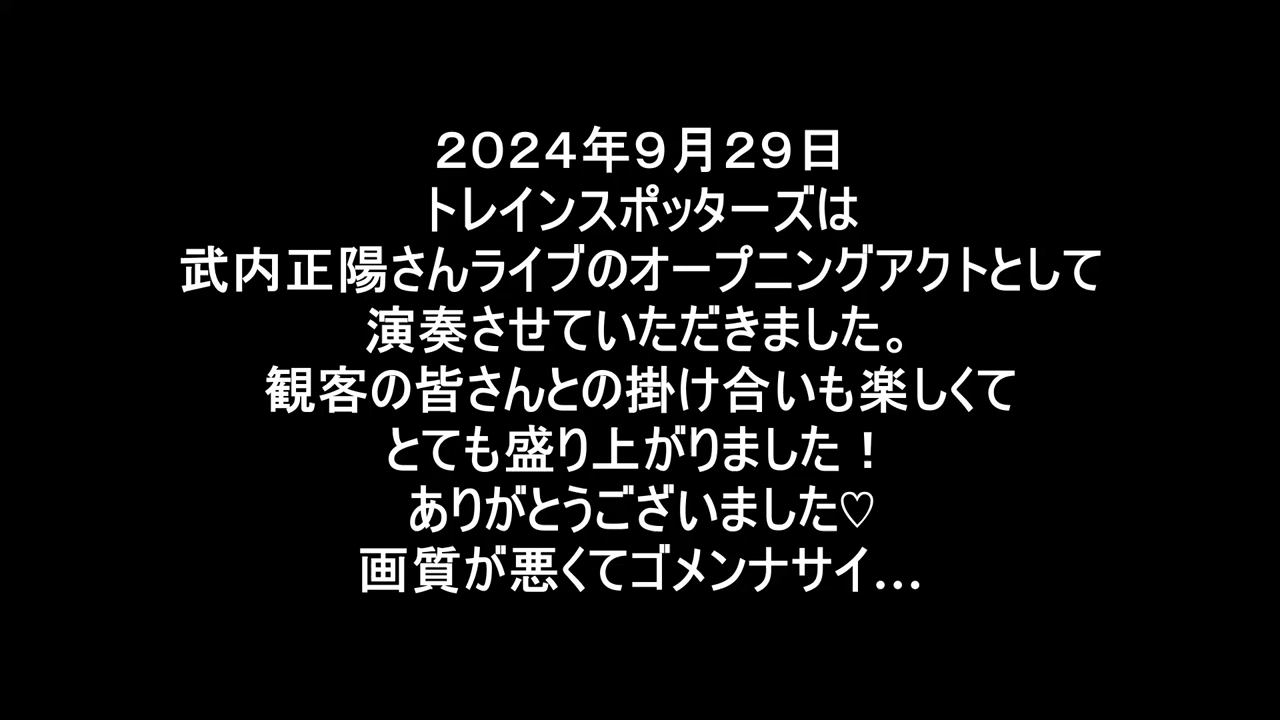 2024年9月29日
トレインスポッターズは
武内正陽さんライブのオープニングアクトとして
演奏させていただきました。
観客の皆さんとの掛け合いも楽しくて
とても盛り上がりました！
ありがとうございました♡
画質が悪くてゴメンナサイ…